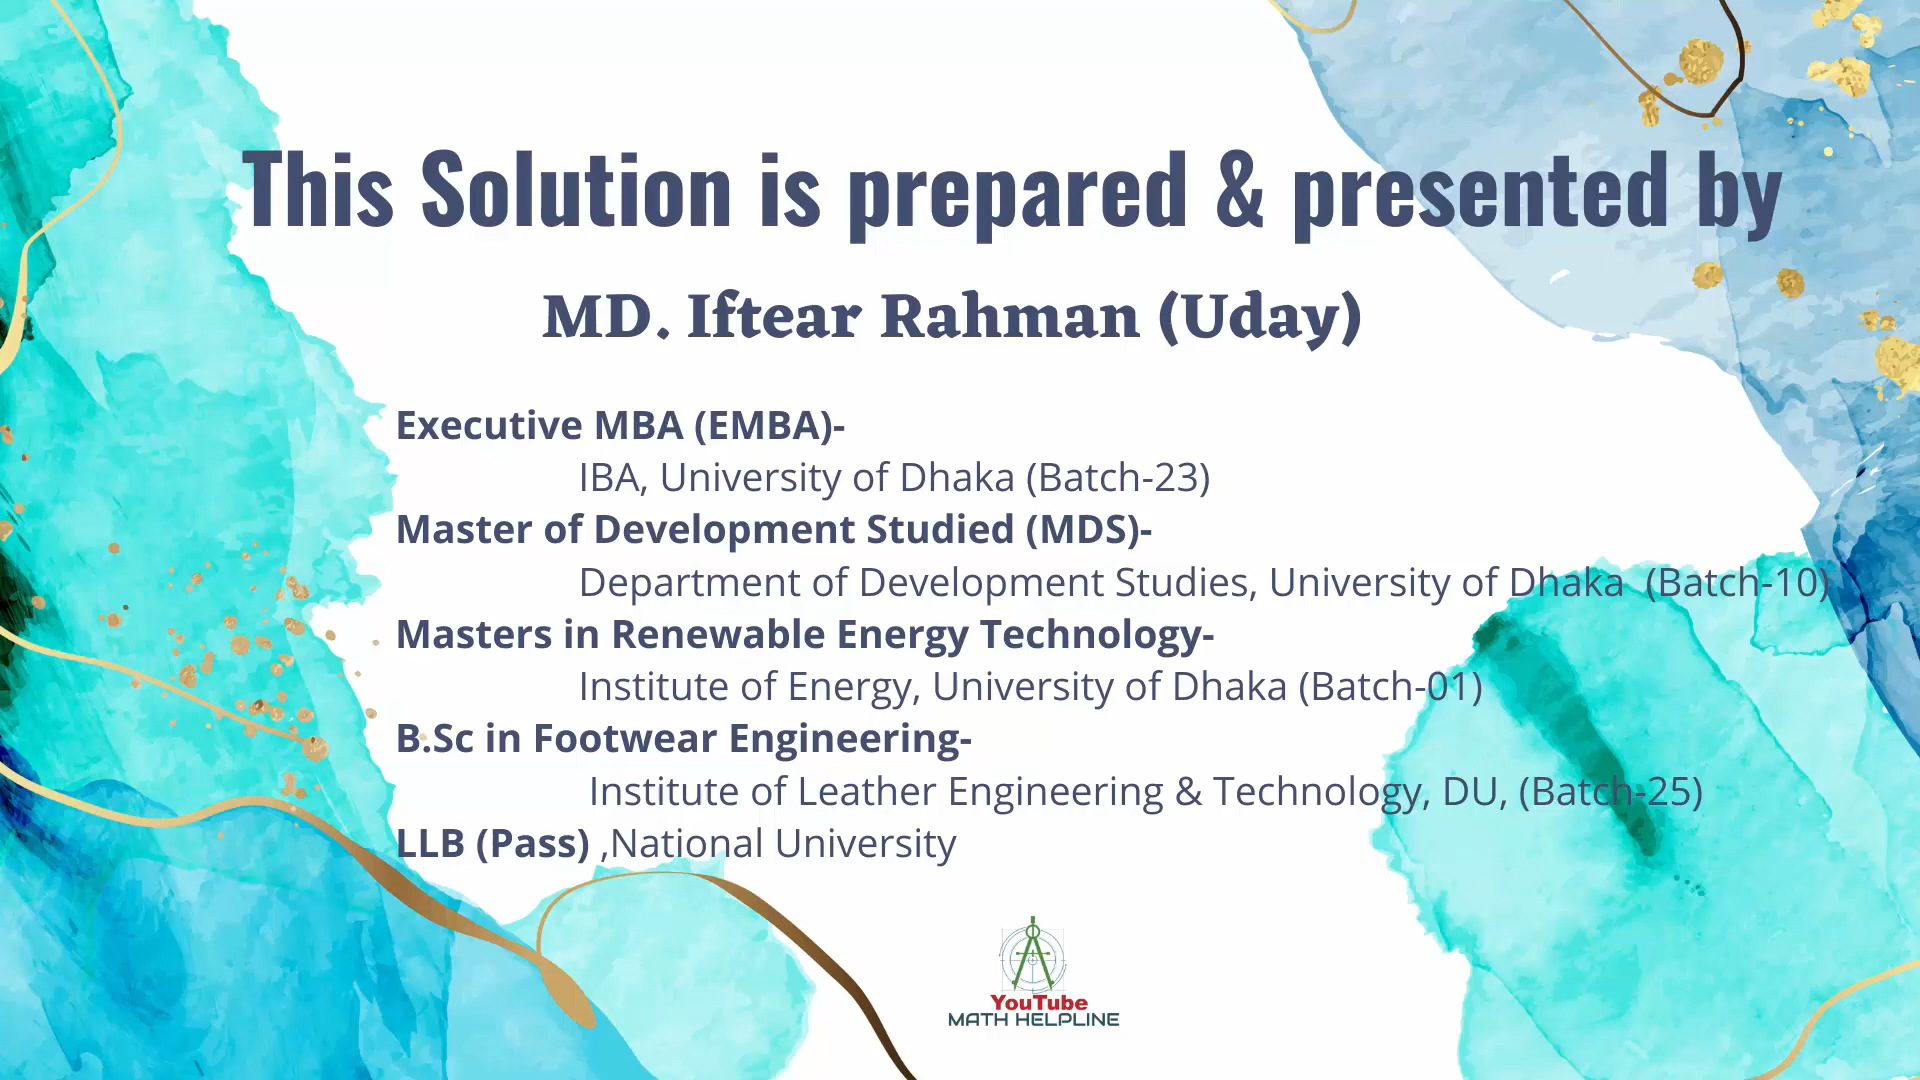 This Solution is prepared & presented by
MD. Iftear Rahman (Uday)
Executive MBA (EMBA)-
IBA, University of Dhaka (Batch-23)
Master of Development Studied (MDS)-
Department of Development Studies, University of Dhaka (Batch-10)
Masters in Renewable Energy Technology-
Institute of Energy, University of Dhaka (Batch-01)
B.Sc in Footwear Engineering-
Institute of Leather Engineering & Technology, DU, (Batch-25)
LLB (Pass) ,National University
YouTube
MATH HELPLINE